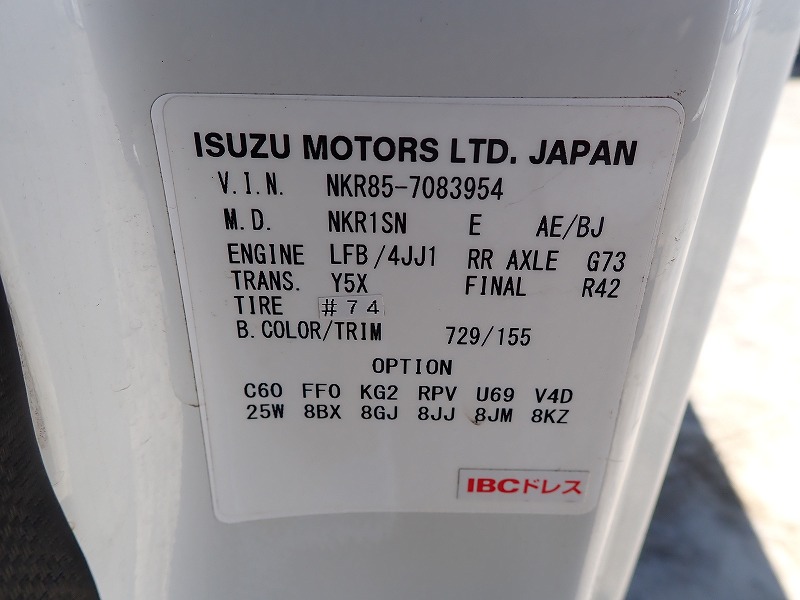 ISUZU MOTORS LTD. JAPAN
V.I.N. NKR85-7083954
M.D. NKR1SN E AE/BJ
ENGINE LFB/4JJ1 RR AXLE G73
TRANS. Y5X FINAL R42
TIRE #74
B.COLOR/TRIM 729/155
OPTION
C60 FF0 KG2 RPV U69 V4D
25W 8BX 8GJ 8JJ 8JM 8KZ
IBCドレス